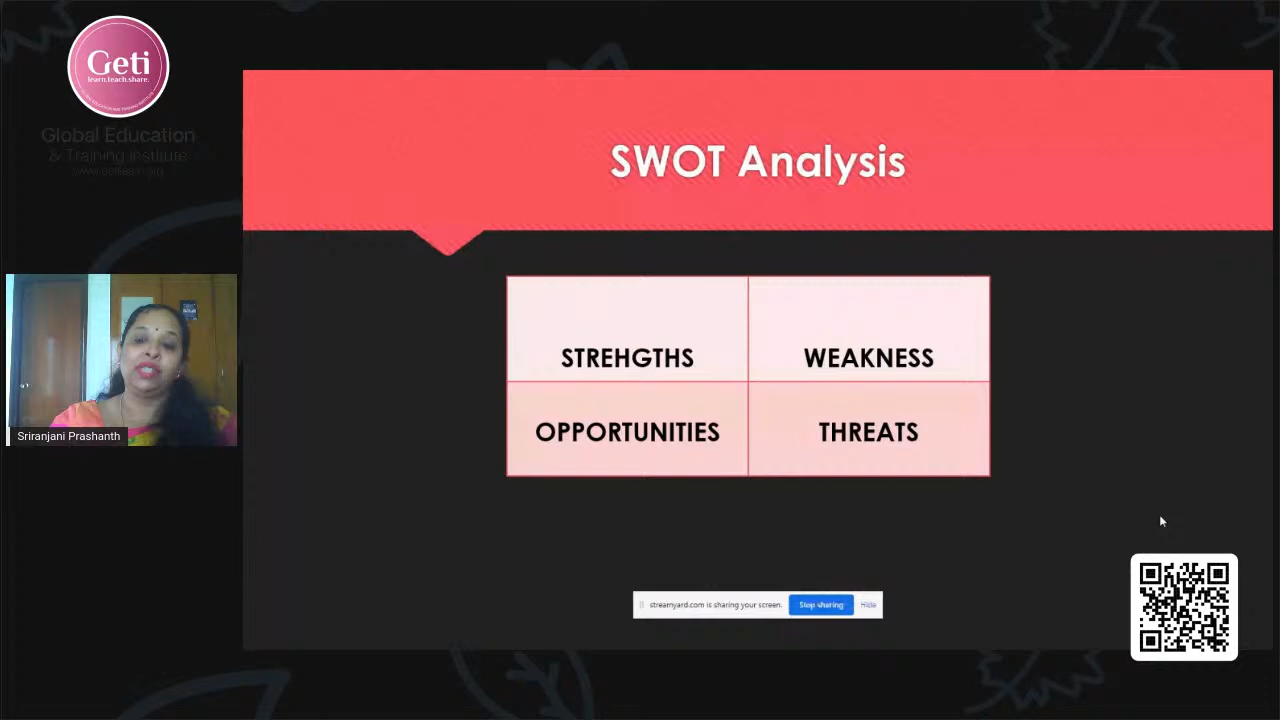 Geti
learn.teach.share.
Global Education
& Training Institute
SWOT Analysis
STREHGTHS
WEAKNESS
OPPORTUNITIES
THREATS
Sriranjani Prashanth
streamyard.com is sharing your screen.
Stop sharing
Hide